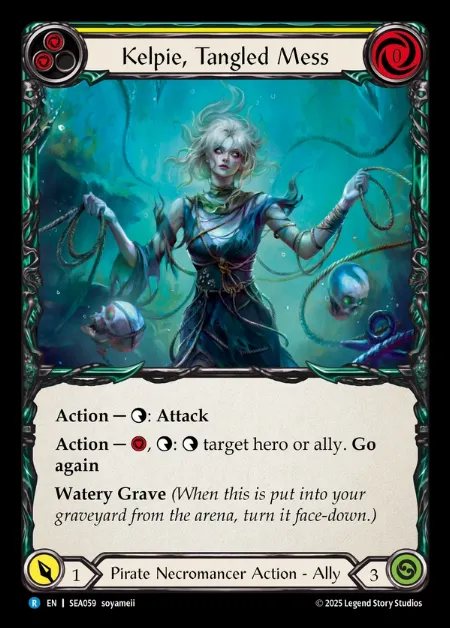 Kelpie, Tangled Mess
0
Action — : Attack
Action — , : target hero or ally. Go
again
Watery Grave (When this is put into your
graveyard from the arena, turn it face-down.)
1
Pirate Necromancer Action - Ally
3
R EN | SEA059 soyameii
© 2025 Legend Story Studios